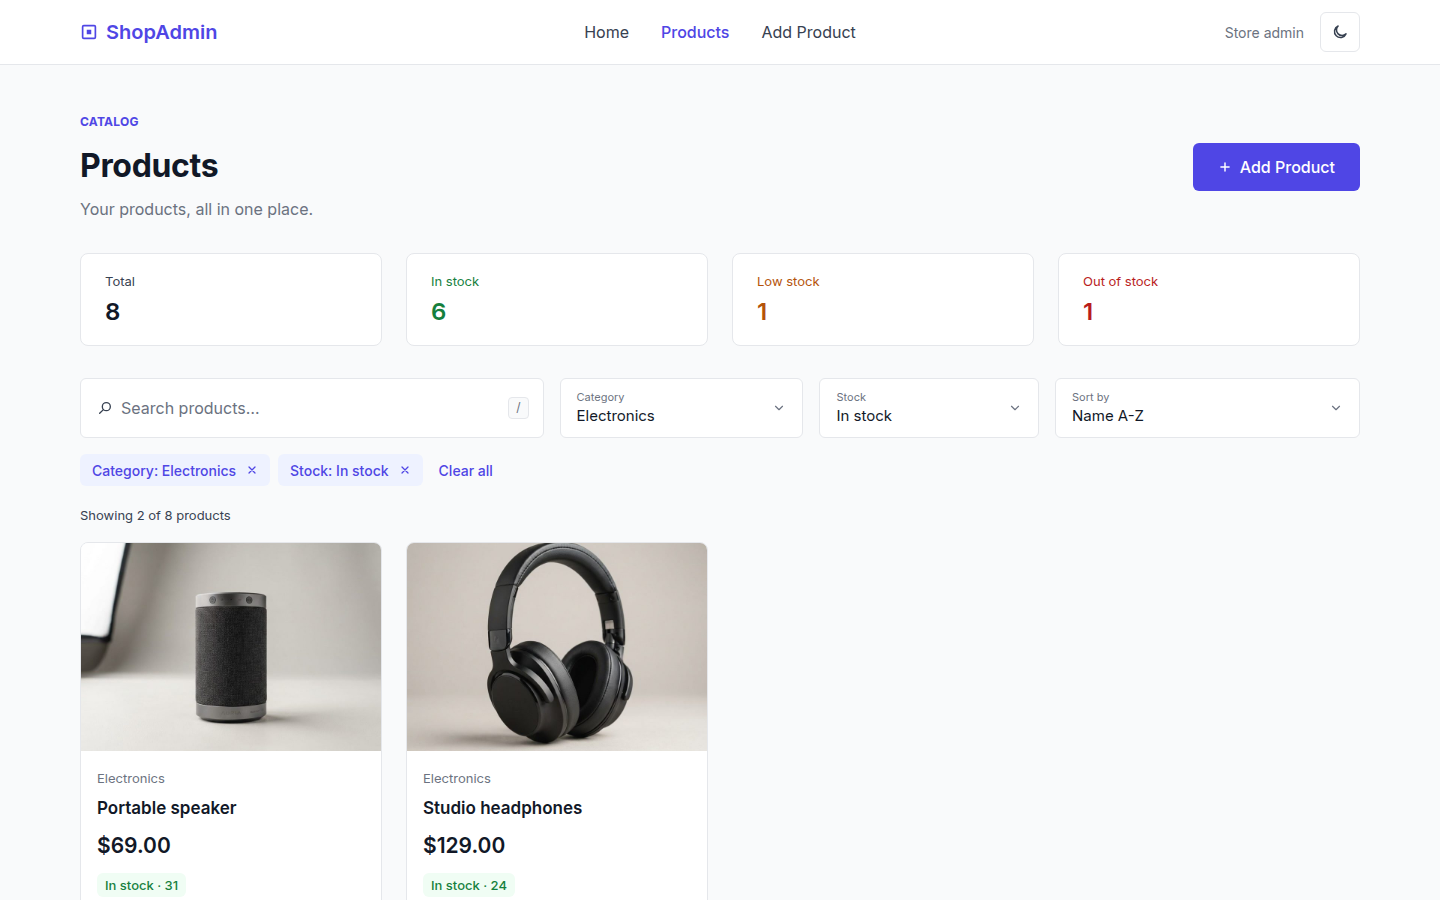 ShopAdmin
Home
Products
Add Product
Store admin
CATALOG
Products
Your products, all in one place.
+ Add Product
Total
8
In stock
6
Low stock
1
Out of stock
1
Search products...
/
Category
Electronics
Stock
In stock
Sort by
Name A-Z
Category: Electronics ×
Stock: In stock ×
Clear all
Showing 2 of 8 products
Electronics
Portable speaker
$69.00
In stock · 31
Electronics
Studio headphones
$129.00
In stock · 24